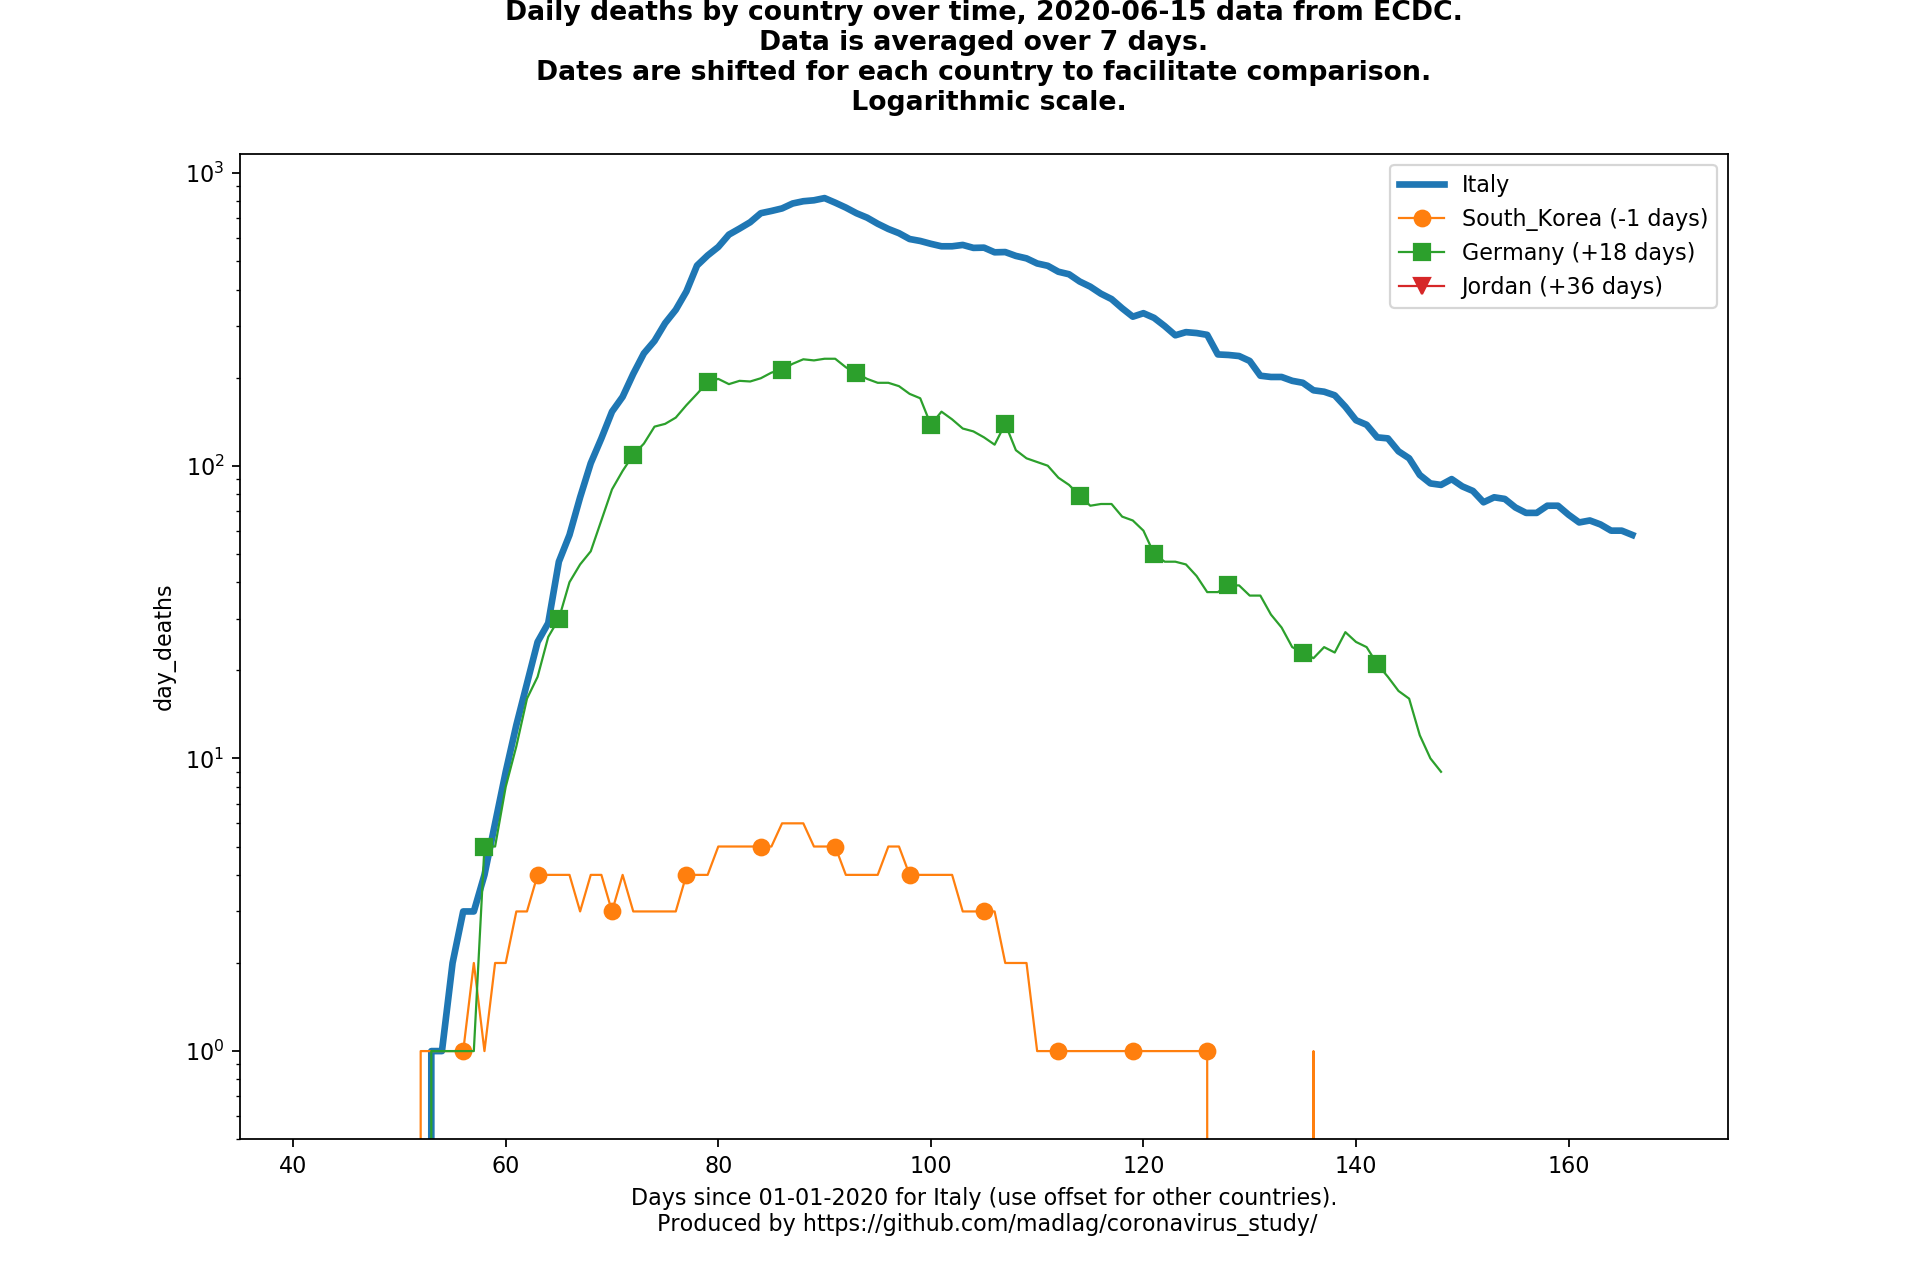 Daily deaths by country over time, 2020-06-15 data from ECDC.
Data is averaged over 7 days.
Dates are shifted for each country to facilitate comparison.
Logarithmic scale.
10³
10²
10¹
10⁰
day_deaths
Italy
South_Korea (-1 days)
Germany (+18 days)
Jordan (+36 days)
40 60 80 100 120 140 160
Days since 01-01-2020 for Italy (use offset for other countries).
Produced by https://github.com/madlag/coronavirus_study/